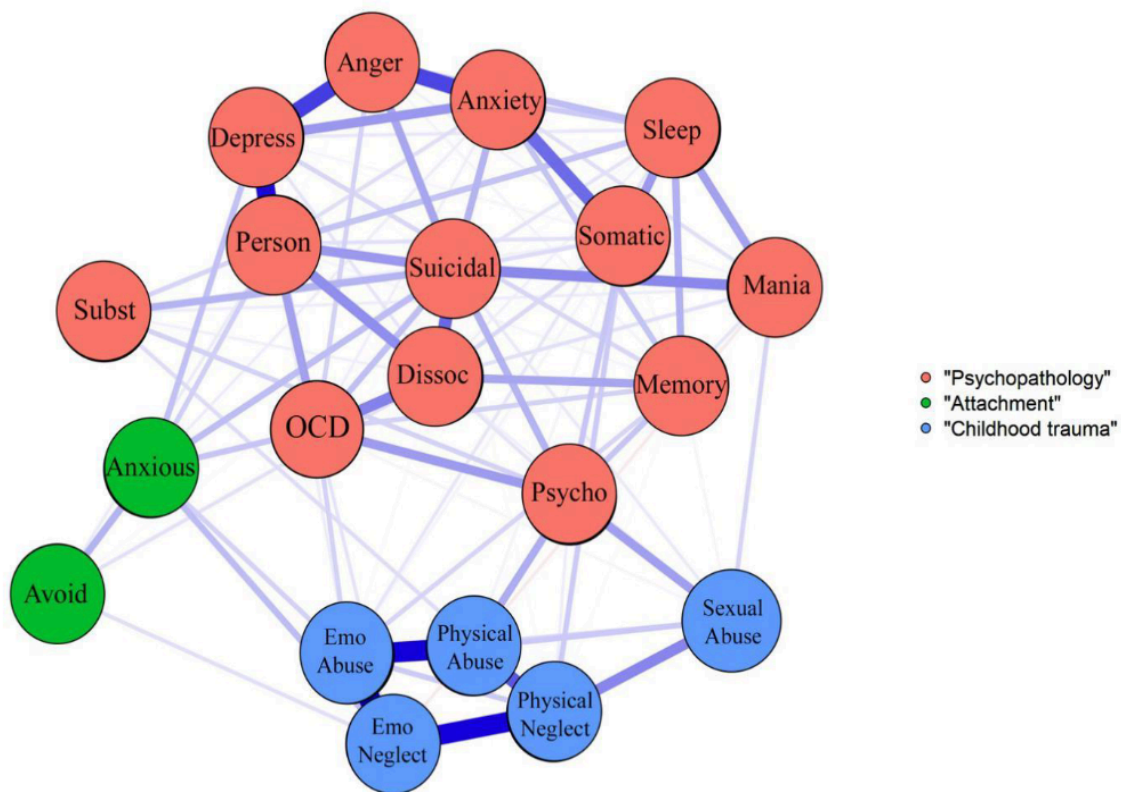 Anger
Anxiety
Sleep
Depress
Person
Somatic
Suicidal
Mania
Subst
Dissoc
Memory
OCD
Anxious
Psycho
Avoid
Emo
Abuse
Physical
Abuse
Sexual
Abuse
Emo
Neglect
Physical
Neglect
"Psychopathology"
"Attachment"
"Childhood trauma"